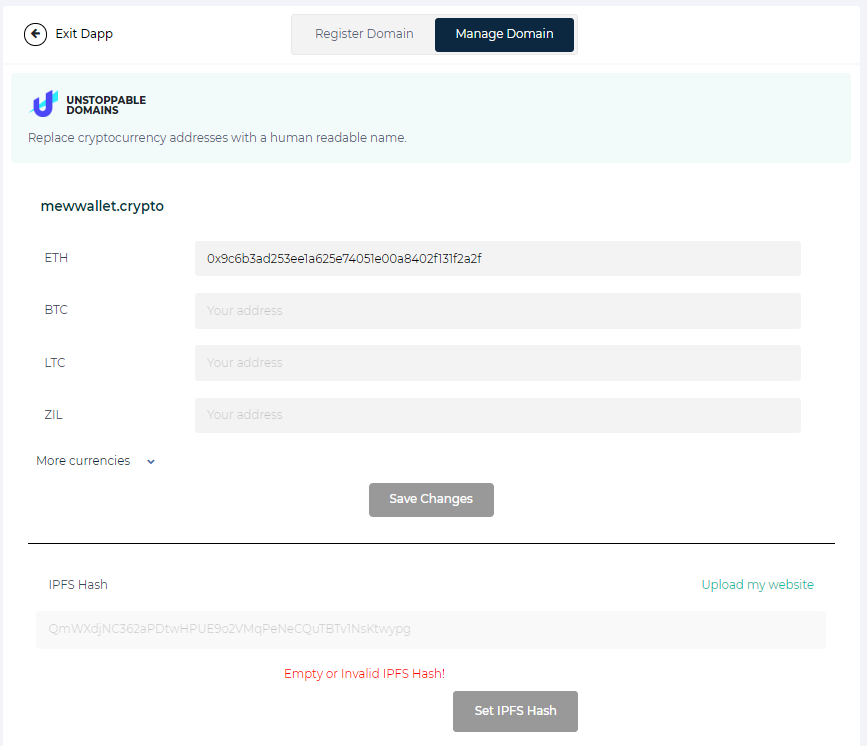 Exit Dapp
Register Domain
Manage Domain
UNSTOPPABLE
DOMAINS
Replace cryptocurrency addresses with a human readable name.
mewwallet.crypto
ETH
0x9c6b3ad253ee1a625e74051e00a8402f131f2a2f
BTC
Your address
LTC
Your address
ZIL
Your address
More currencies
Save Changes
IPFS Hash
Upload my website
QmWXdjNC362aPDtwHPUE9o2VMqPeNeCQuTBTv1NsKtwypg
Empty or Invalid IPFS Hash!
Set IPFS Hash